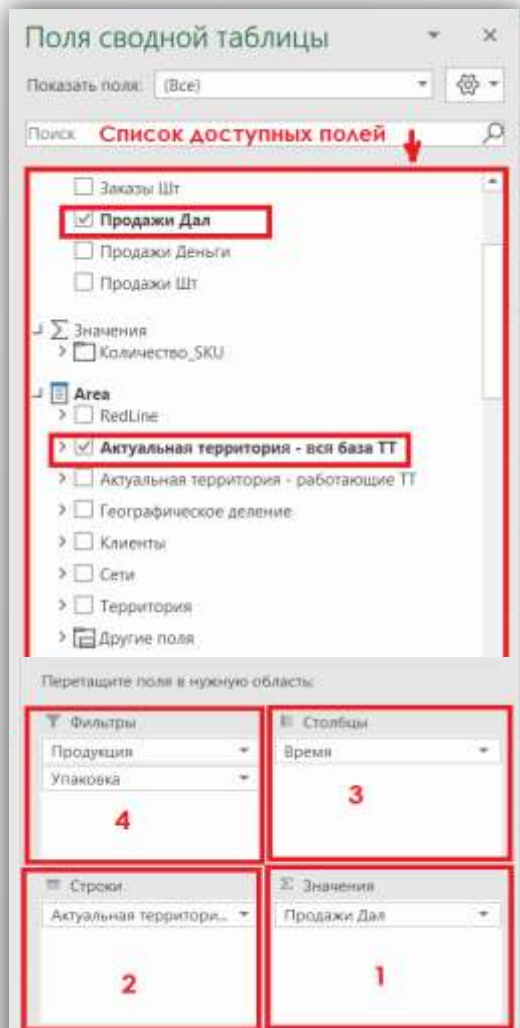 Поля сводной таблицы
Показать поля: (Все)
Поиск Список доступных полей
Заказы Шт
Продажи Дал
Продажи Деньги
Продажи Шт
Σ Значения
Количество_SKU
Area
RedLine
Актуальная территория - вся база ТТ
Актуальная территория - работающие ТТ
Географическое деление
Клиенты
Сети
Территория
Другие поля
Перетащите поля в нужную область:
Фильтры
Продукция
Упаковка
4
Столбцы
Время
3
Строки
Актуальная территори...
2
Σ Значения
Продажи Дал
1